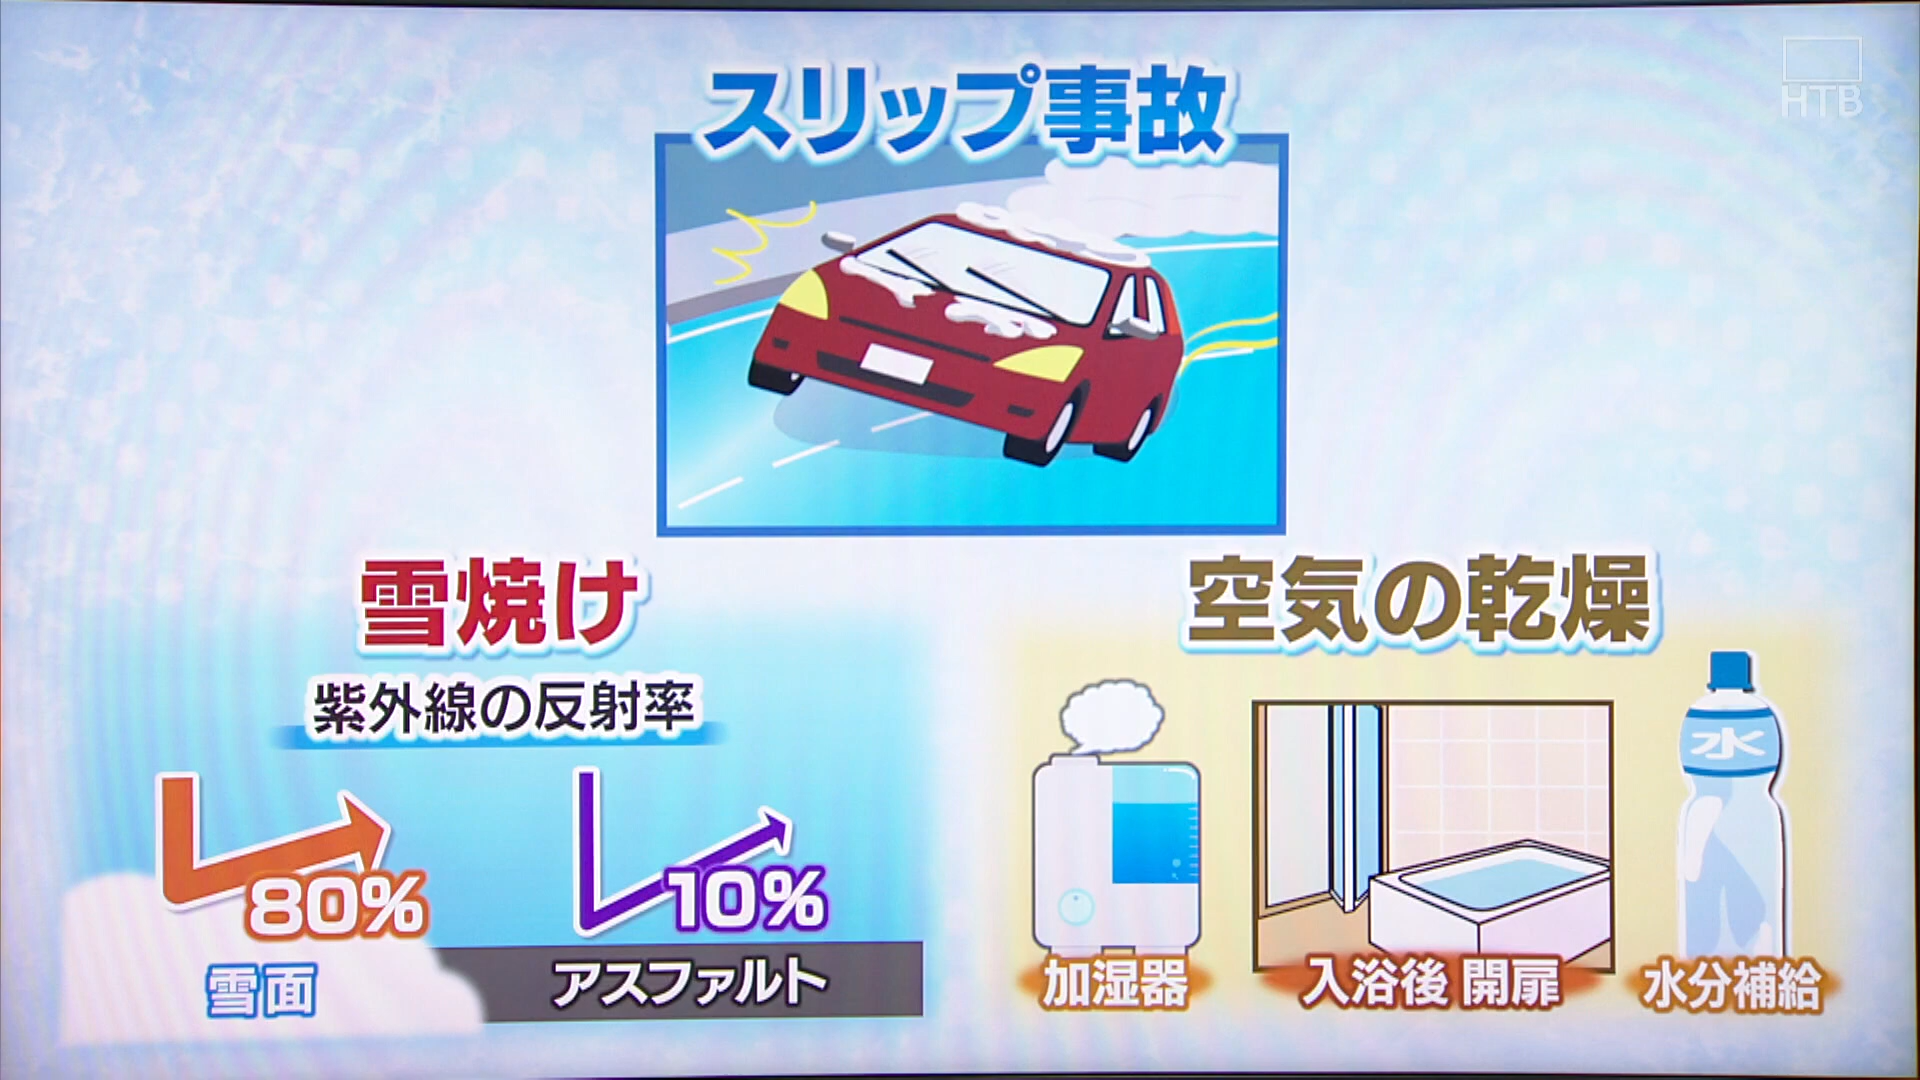 HTB
スリップ事故
雪焼け
紫外線の反射率
80%
雪面
10%
アスファルト
空気の乾燥
水
加湿器
入浴後 開扉
水分補給